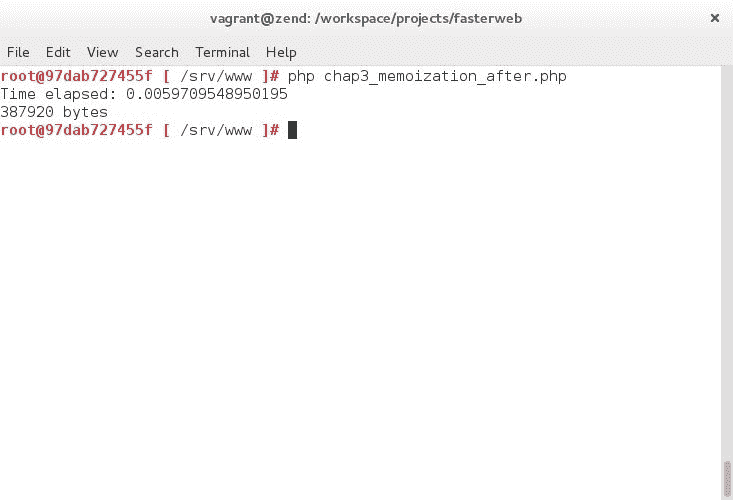 vagrant@zend: /workspace/projects/fasterweb ×
File Edit View Search Terminal Help
root@97dab727455f [ /srv/www ]# php chap3_memoization_after.php
Time elapsed: 0.0059709548950195
387920 bytes
root@97dab727455f [ /srv/www ]#